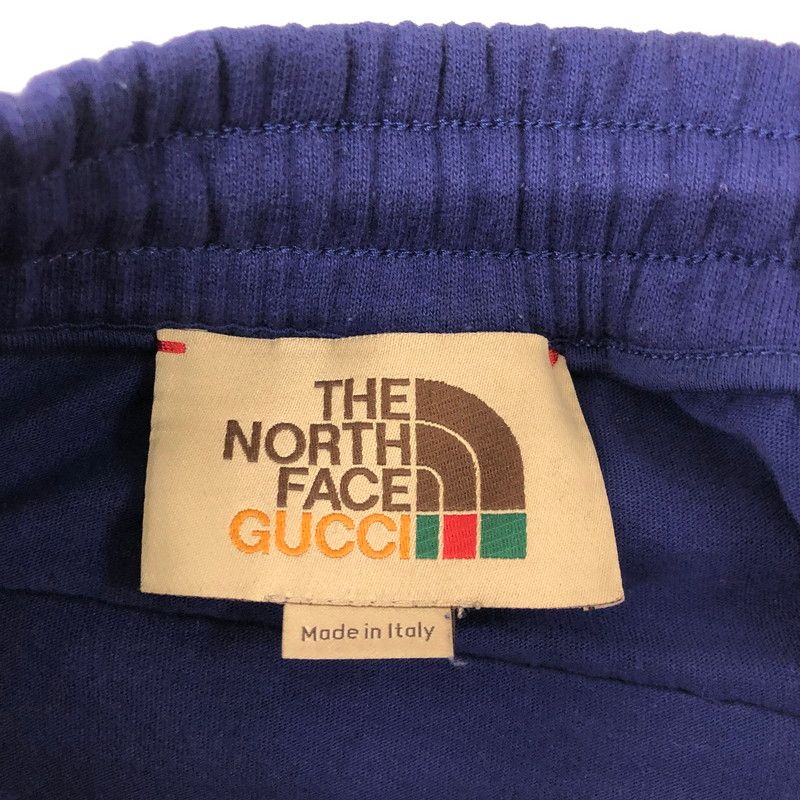 THE
NORTH
FACE
GUCCI
Made in Italy